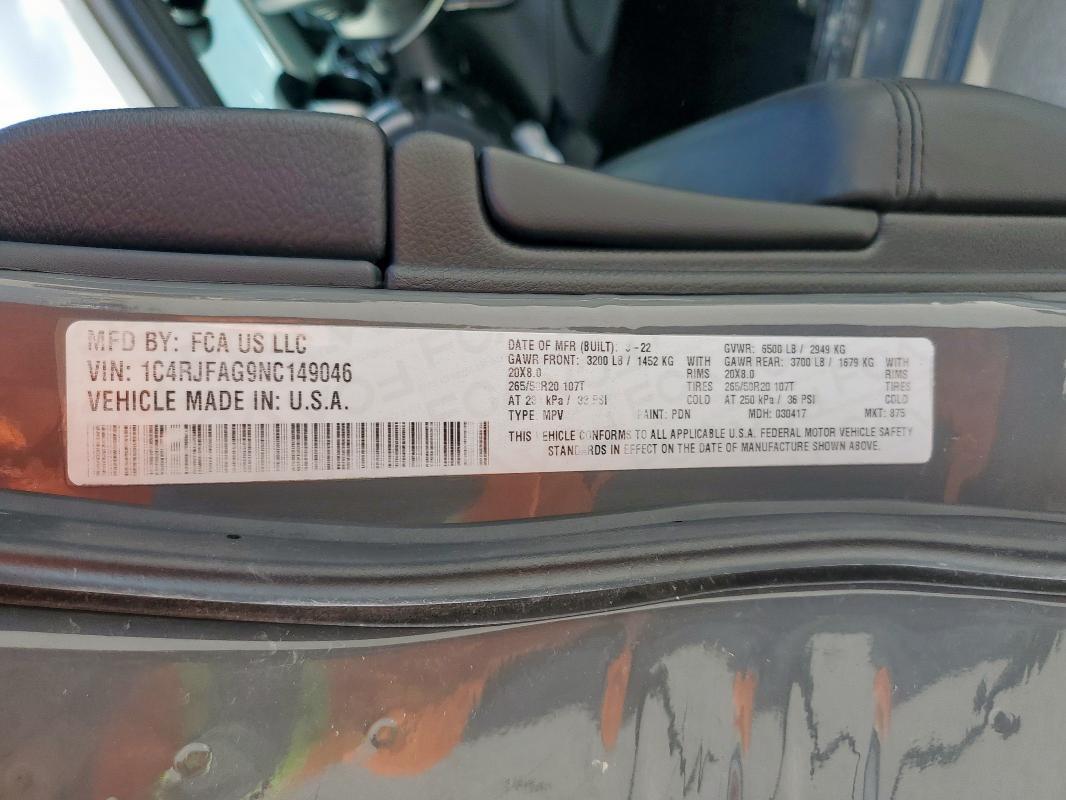 MFD BY: FCA US LLC
VIN: 1C4RJFAG9NC149046
VEHICLE MADE IN: U.S.A.
DATE OF MFR (BUILT): -22 GVWR: 6500 LB / 2949 KG
GAWR FRONT: 3200 LB / 1452 KG WITH GAWR REAR: 3700 LB / 1679 KG WITH
20X8.0 RIMS 20X8.0 RIMS
265/50R20 107T TIRES 265/50R20 107T TIRES
AT kPa / PSI COLD AT 250 kPa / 36 PSI COLD
TYPE: MPV PAINT: PDN MDH: 030417 MKT: 875
THIS VEHICLE CONFORMS TO ALL APPLICABLE U.S.A. FEDERAL MOTOR VEHICLE SAFETY
STANDARDS IN EFFECT ON THE DATE OF MANUFACTURE SHOWN ABOVE.